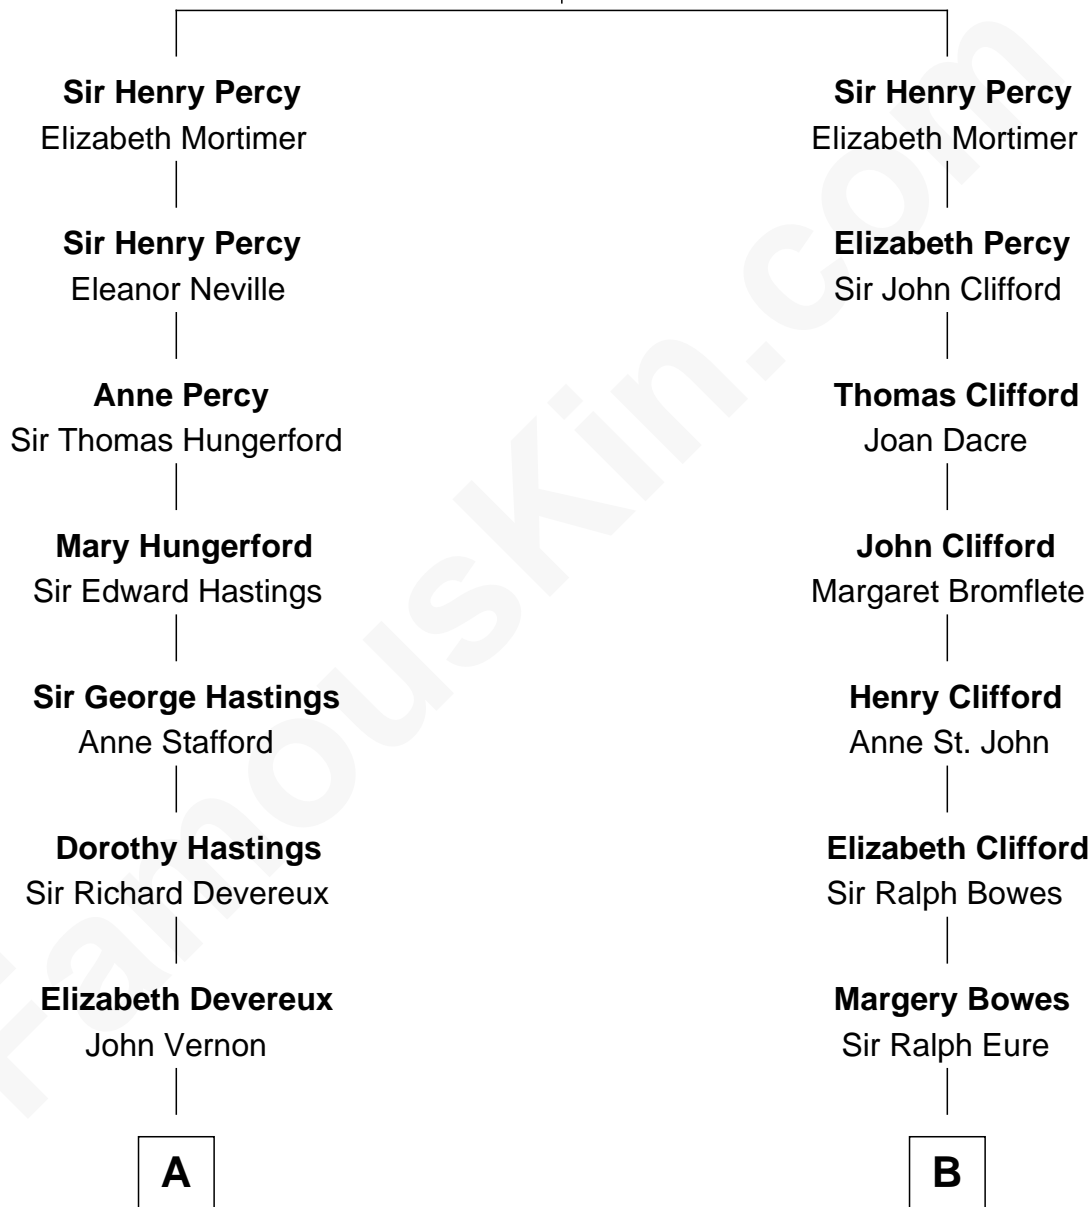 Sir Henry Percy
Elizabeth Mortimer
Sir Henry Percy
Eleanor Neville
Anne Percy
Sir Thomas Hungerford
Mary Hungerford
Sir Edward Hastings
Sir George Hastings
Anne Stafford
Dorothy Hastings
Sir Richard Devereux
Elizabeth Devereux
John Vernon
A
Sir Henry Percy
Elizabeth Mortimer
Elizabeth Percy
Sir John Clifford
Thomas Clifford
Joan Dacre
John Clifford
Margaret Bromflete
Henry Clifford
Anne St. John
Elizabeth Clifford
Sir Ralph Bowes
Margery Bowes
Sir Ralph Eure
B
FamousKin.com